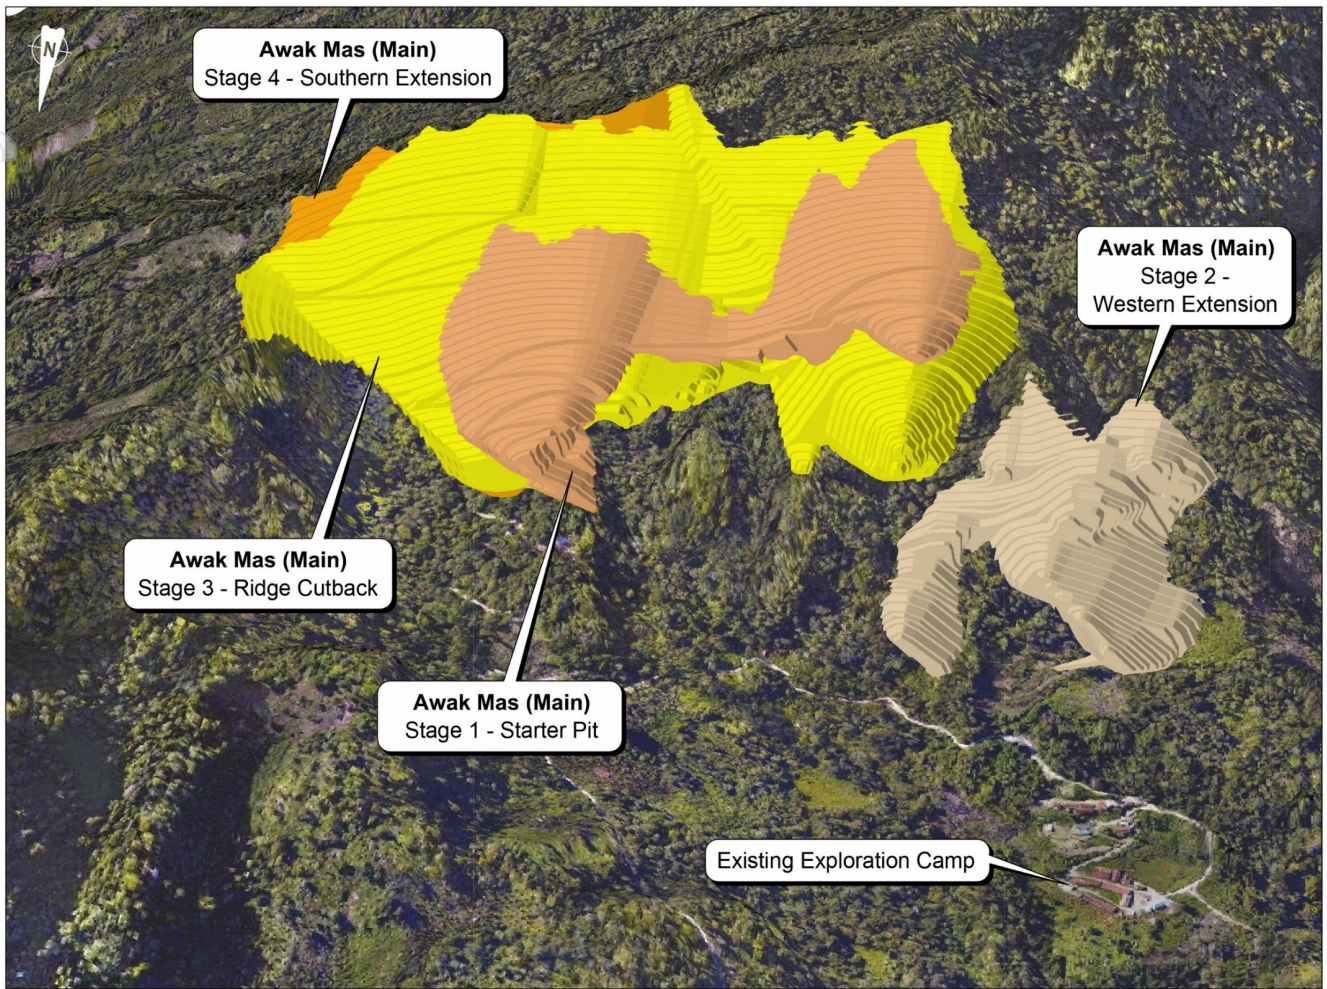 N
Awak Mas (Main)
Stage 4 - Southern Extension
Awak Mas (Main)
Stage 2 -
Western Extension
Awak Mas (Main)
Stage 3 - Ridge Cutback
Awak Mas (Main)
Stage 1 - Starter Pit
Existing Exploration Camp